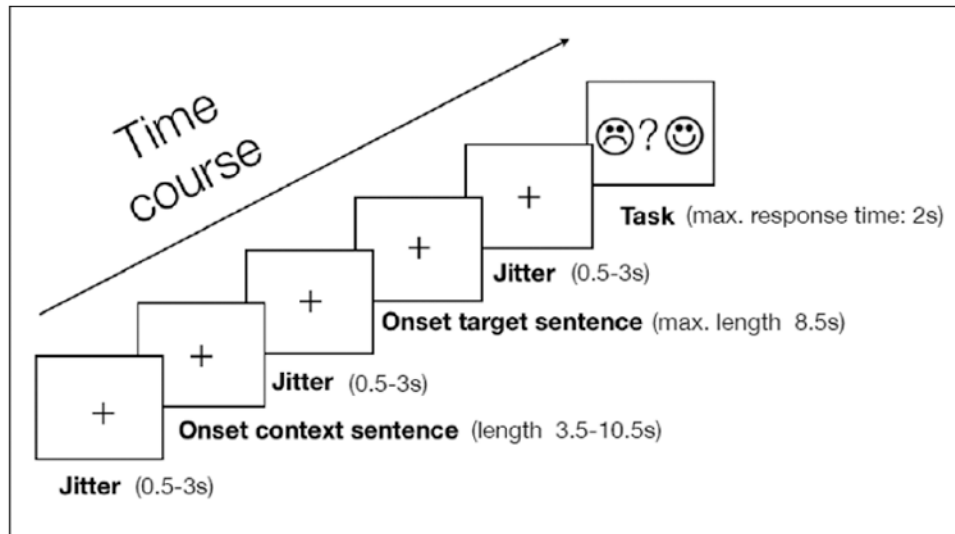 Time
course
?
Task (max. response time: 2s)
Jitter (0.5-3s)
Onset target sentence (max. length 8.5s)
Jitter (0.5-3s)
Onset context sentence (length 3.5-10.5s)
Jitter (0.5-3s)